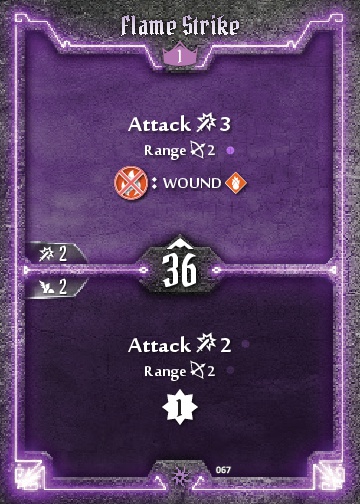 Flame Strike
1
Attack 3
Range 2
: WOUND
2
36
2
Attack 2
Range 2
1
067